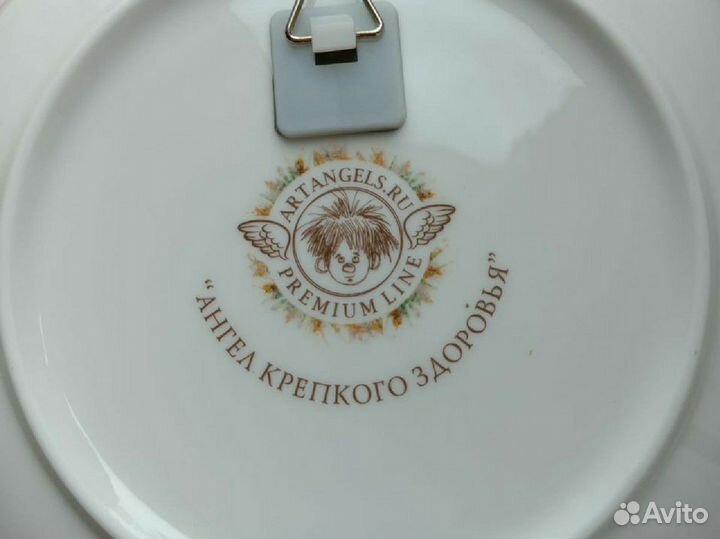 ARTANGELS.RU
PREMIUM LINE
“АНГЕЛ КРЕПКОГО ЗДОРОВЬЯ”
Avito